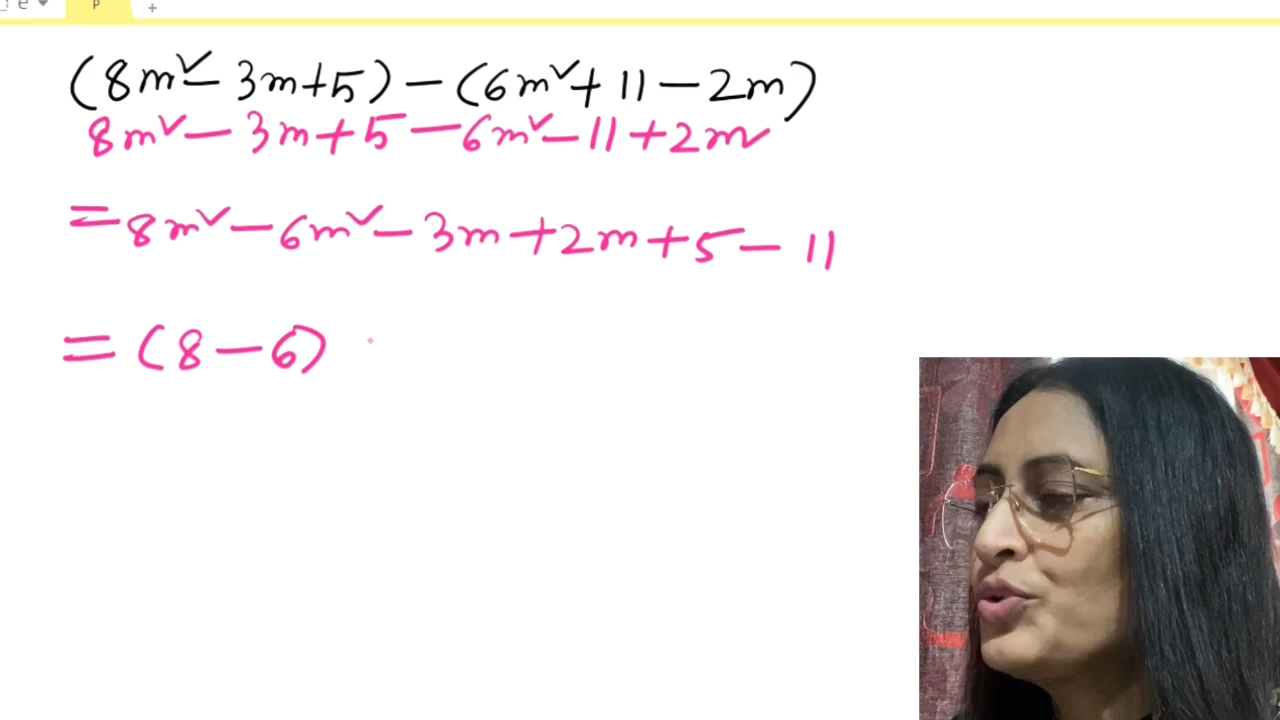 e P +
(8m² - 3m+5) - (6m² + 11 - 2m)
8m² - 3m + 5 - 6m² - 11 + 2m
= 8m² - 6m² - 3m + 2m + 5 - 11
= (8 - 6)